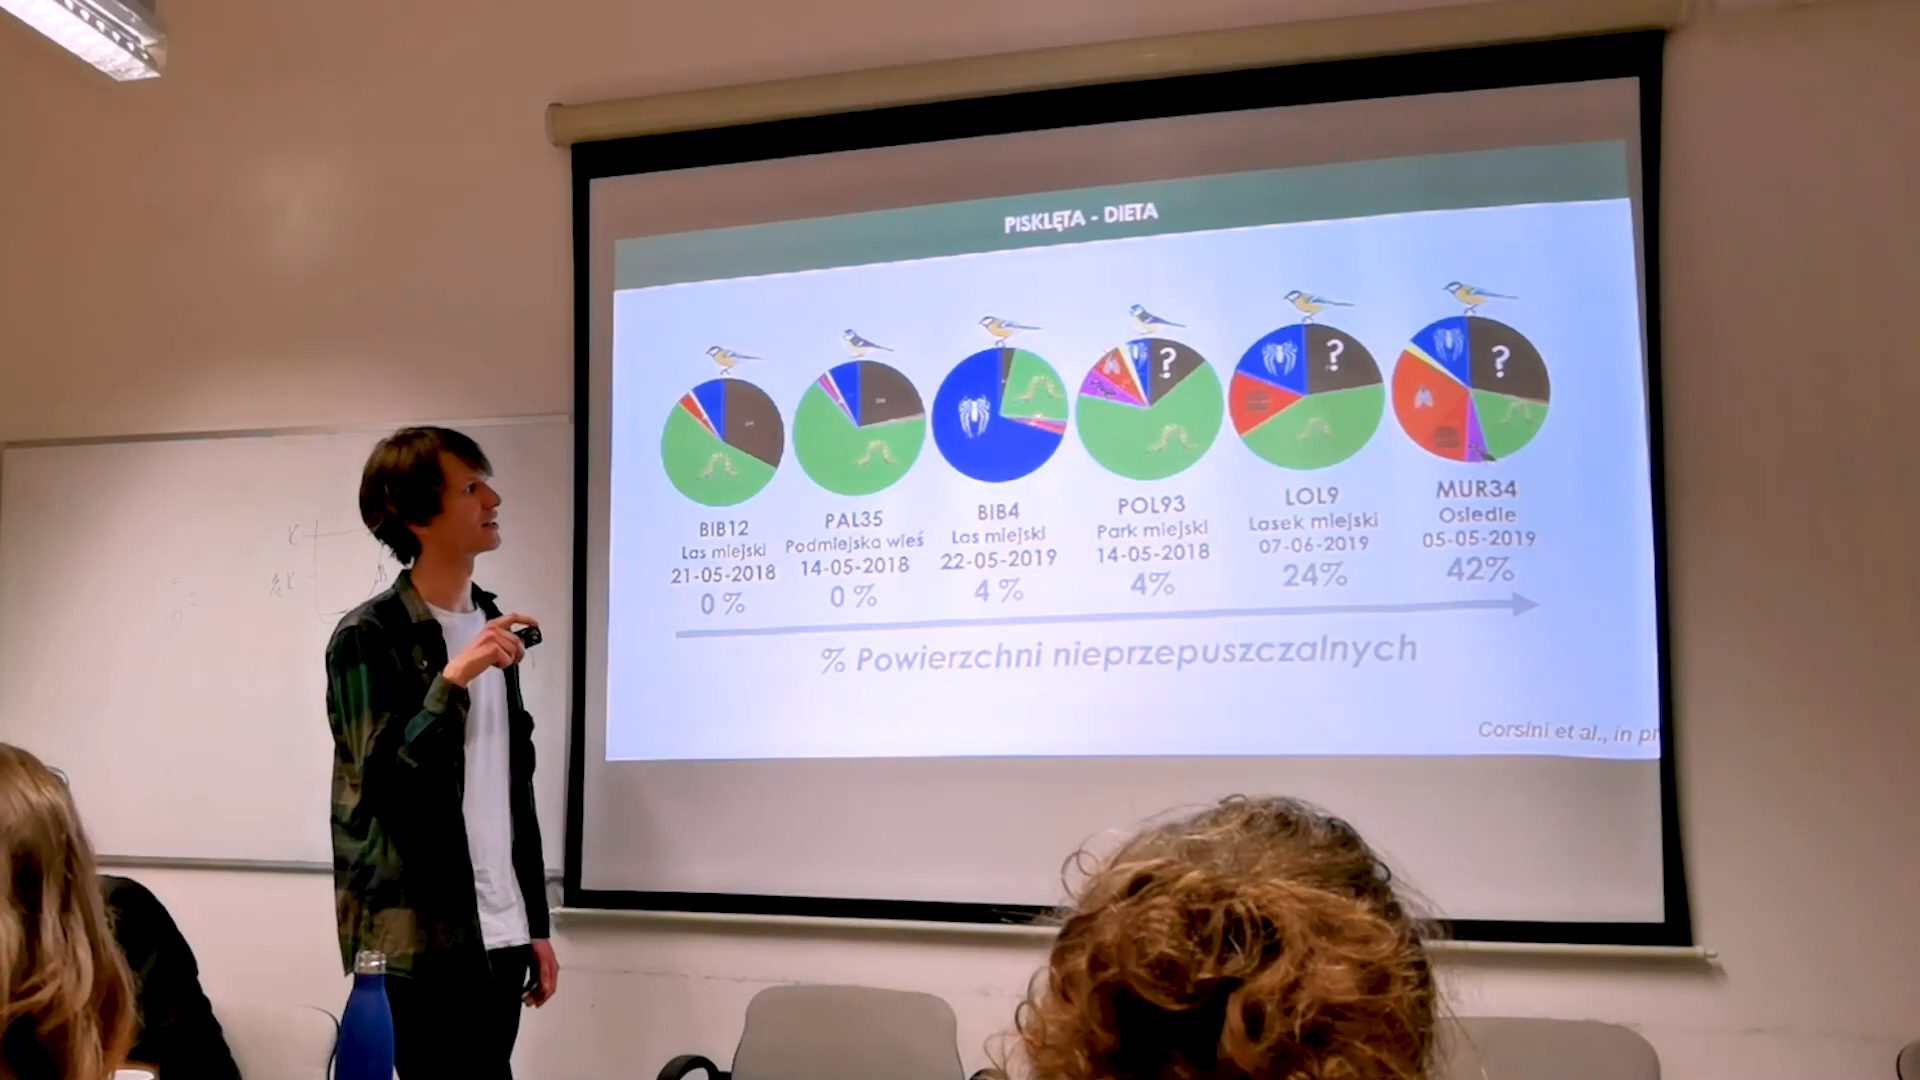 PISKLĘTA - DIETA
?
?
?
BIB12
Las miejski
21-05-2018
0 %
PAL35
Podmiejska wieś
14-05-2018
0 %
BIB4
Las miejski
22-05-2019
4 %
POL93
Park miejski
14-05-2018
4%
LOL9
Lasek miejski
07-06-2019
24%
MUR34
Osiedle
05-05-2019
42%
% Powierzchni nieprzepuszczalnych
Corsini et al., in